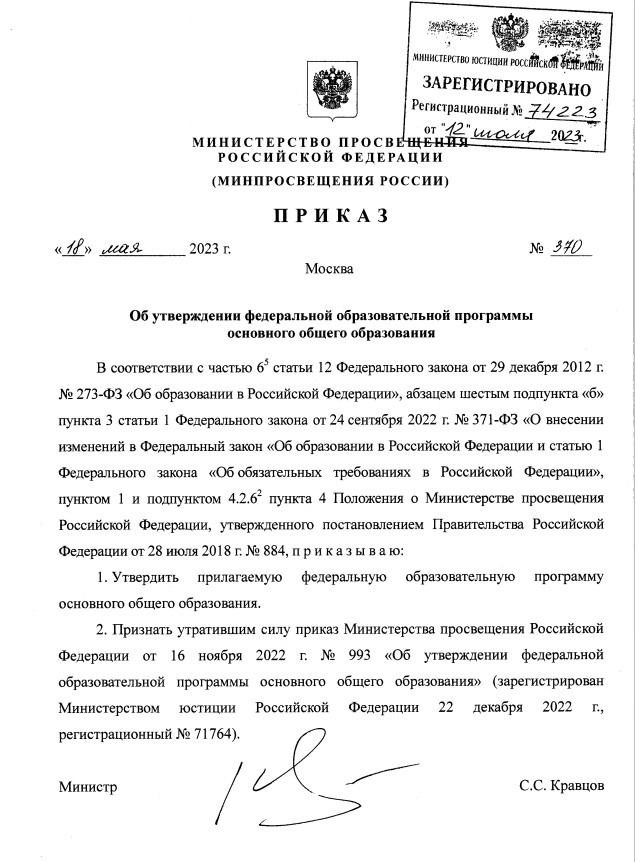 МИНИСТЕРСТВО ЮСТИЦИИ РОССИЙСКОЙ ФЕДЕРАЦИИ
ЗАРЕГИСТРИРОВАНО
Регистрационный № 74223
от "12" июля 2023г.
МИНИСТЕРСТВО ПРОСВЕЩЕНИЯ
РОССИЙСКОЙ ФЕДЕРАЦИИ
(МИНПРОСВЕЩЕНИЯ РОССИИ)
ПРИКАЗ
«18» мая 2023 г. № 370
Москва
Об утверждении федеральной образовательной программы
основного общего образования
В соответствии с частью 6⁵ статьи 12 Федерального закона от 29 декабря 2012 г.
№ 273-ФЗ «Об образовании в Российской Федерации», абзацем шестым подпункта «б»
пункта 3 статьи 1 Федерального закона от 24 сентября 2022 г. № 371-ФЗ «О внесении
изменений в Федеральный закон «Об образовании в Российской Федерации и статью 1
Федерального закона «Об обязательных требованиях в Российской Федерации»,
пунктом 1 и подпунктом 4.2.6² пункта 4 Положения о Министерстве просвещения
Российской Федерации, утвержденного постановлением Правительства Российской
Федерации от 28 июля 2018 г. № 884, п р и к а з ы в а ю:
1. Утвердить прилагаемую федеральную образовательную программу
основного общего образования.
2. Признать утратившим силу приказ Министерства просвещения Российской
Федерации от 16 ноября 2022 г. № 993 «Об утверждении федеральной
образовательной программы основного общего образования» (зарегистрирован
Министерством юстиции Российской Федерации 22 декабря 2022 г.,
регистрационный № 71764).
Министр С.С. Кравцов